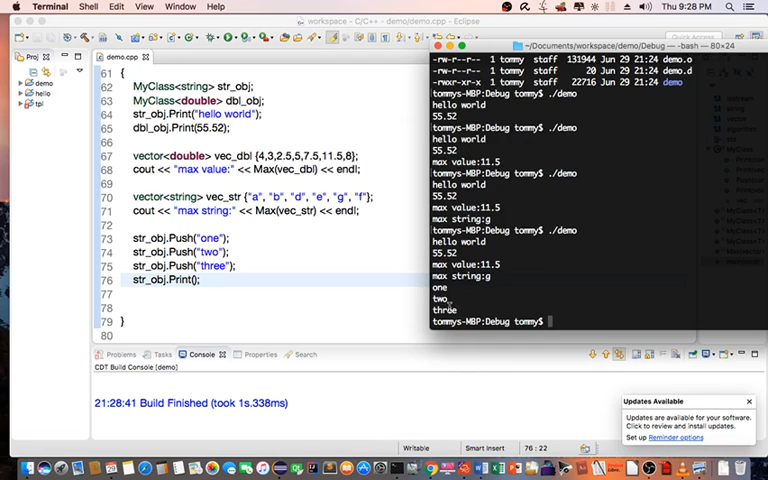 Terminal Shell Edit View Window Help
Thu 9:28 PM
workspace - C/C++ - demo/demo.cpp - Eclipse
Quick Access
Proj
demo
hello
tpl
demo.cpp
61 {
62 MyClass<string> str_obj;
63 MyClass<double> dbl_obj;
64 str_obj.Print("hello world");
65 dbl_obj.Print(55.52);
66
67 vector<double> vec_dbl {4,3,2.5,5,7.5,11.5,8};
68 cout << "max value:" << Max(vec_dbl) << endl;
69
70 vector<string> vec_str {"a", "b", "d", "e", "g", "f"};
71 cout << "max string:" << Max(vec_str) << endl;
72
73 str_obj.Push("one");
74 str_obj.Push("two");
75 str_obj.Push("three");
76 str_obj.Print();
77
78
79 }
80
~/Documents/workspace/demo/Debug — -bash — 80×24
-rw-r--r-- 1 tommy staff 131944 Jun 29 21:24 demo.o
-rw-r--r-- 1 tommy staff 20 Jun 29 21:24 demo.d
-rwxr-xr-x 1 tommy staff 22716 Jun 29 21:24 demo
tommys-MBP:Debug tommy$ ./demo
hello world
55.52
tommys-MBP:Debug tommy$ ./demo
hello world
55.52
max value:11.5
tommys-MBP:Debug tommy$ ./demo
hello world
55.52
max value:11.5
max string:g
tommys-MBP:Debug tommy$ ./demo
hello world
55.52
max value:11.5
max string:g
one
two
three
tommys-MBP:Debug tommy$
Problems Tasks Console Properties Search
CDT Build Console [demo]
21:28:41 Build Finished (took 1s.338ms)
Updates Available
Updates are available for your software.
Click to review and install updates.
Set up Reminder options
Writable Smart Insert 76 : 22